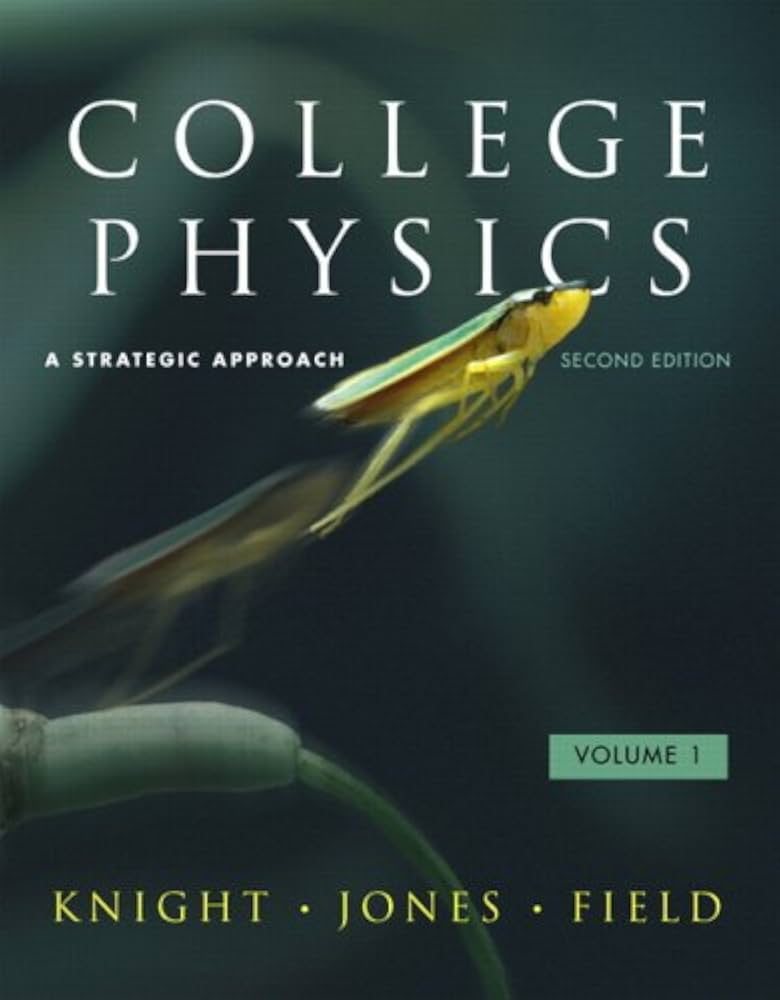 COLLEGE
PHYSICS
A STRATEGIC APPROACH SECOND EDITION
VOLUME 1
KNIGHT • JONES • FIELD